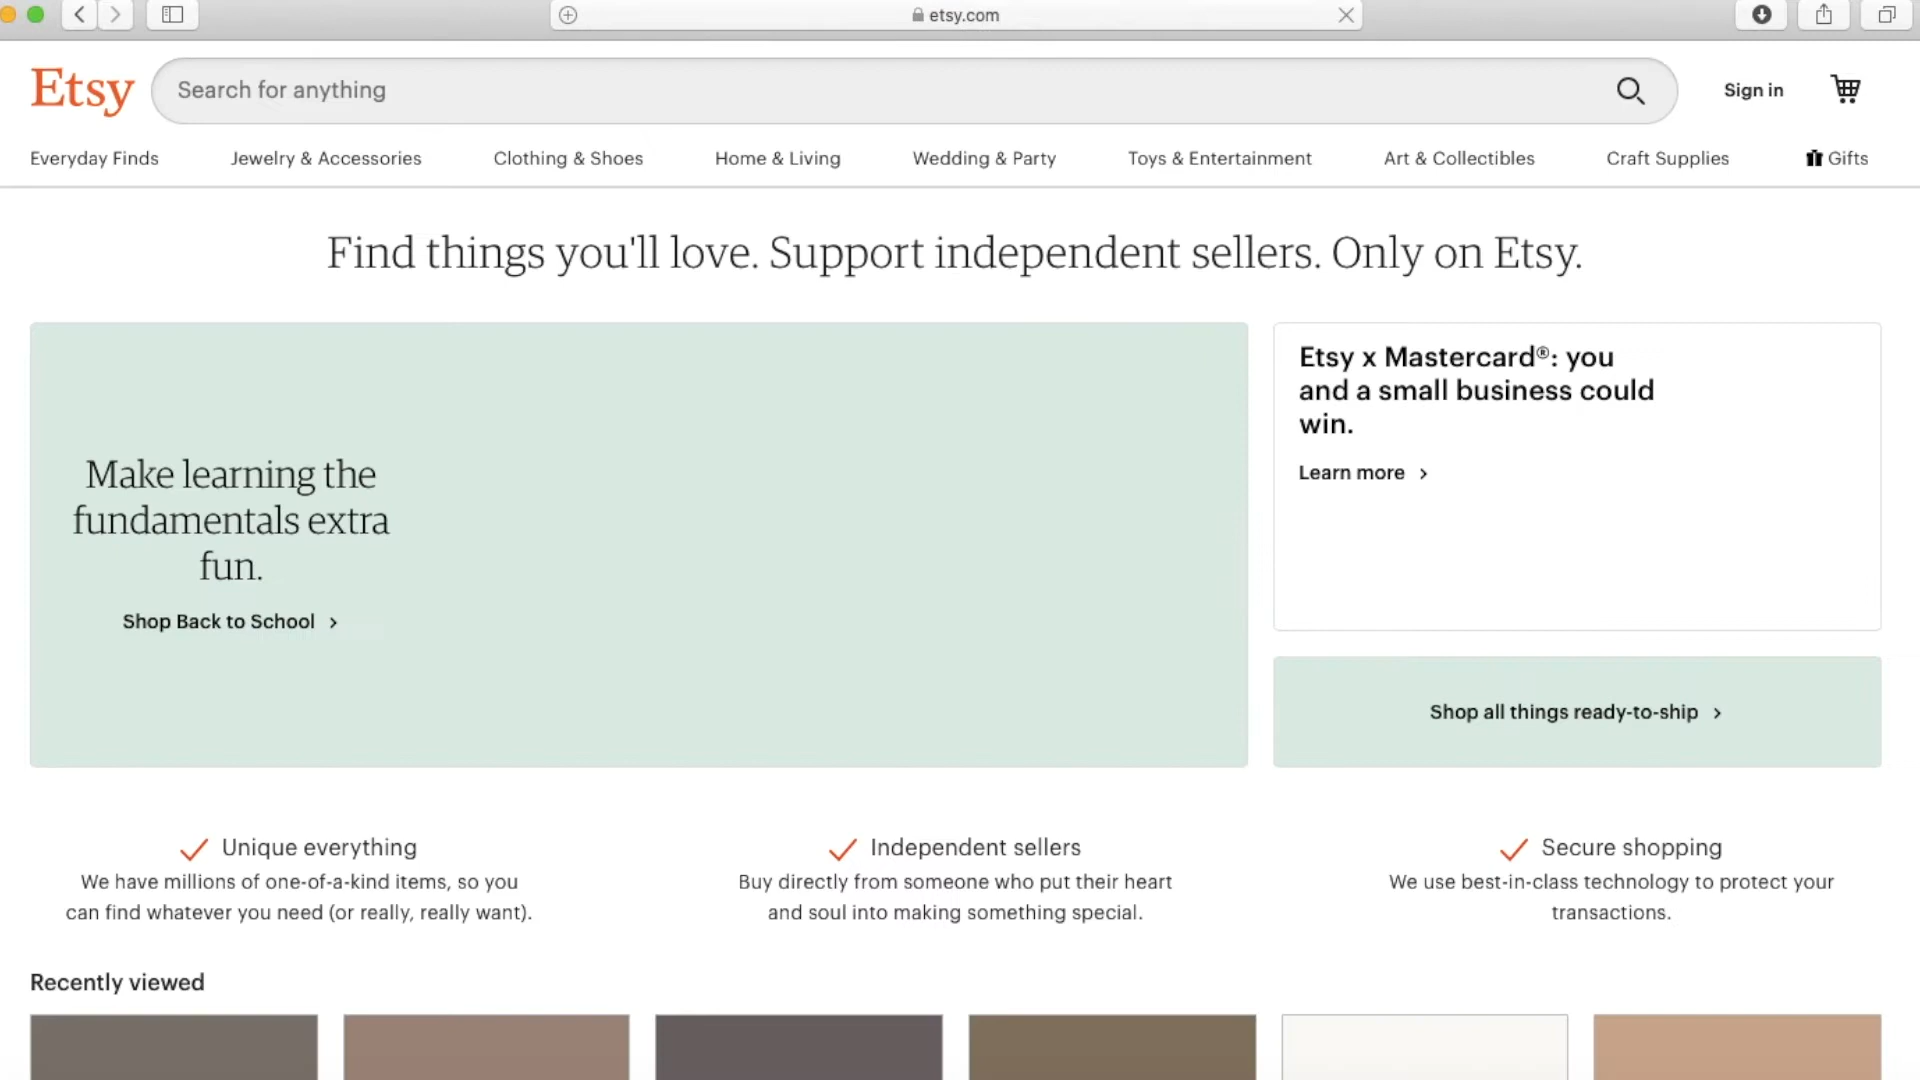 etsy.com
Etsy
Search for anything
Sign in
Everyday Finds
Jewelry & Accessories
Clothing & Shoes
Home & Living
Wedding & Party
Toys & Entertainment
Art & Collectibles
Craft Supplies
Gifts
Find things you'll love. Support independent sellers. Only on Etsy.
Make learning the
fundamentals extra
fun.
Shop Back to School
Etsy x Mastercard®: you
and a small business could
win.
Learn more
Shop all things ready-to-ship
Unique everything
We have millions of one-of-a-kind items, so you
can find whatever you need (or really, really want).
Independent sellers
Buy directly from someone who put their heart
and soul into making something special.
Secure shopping
We use best-in-class technology to protect your
transactions.
Recently viewed